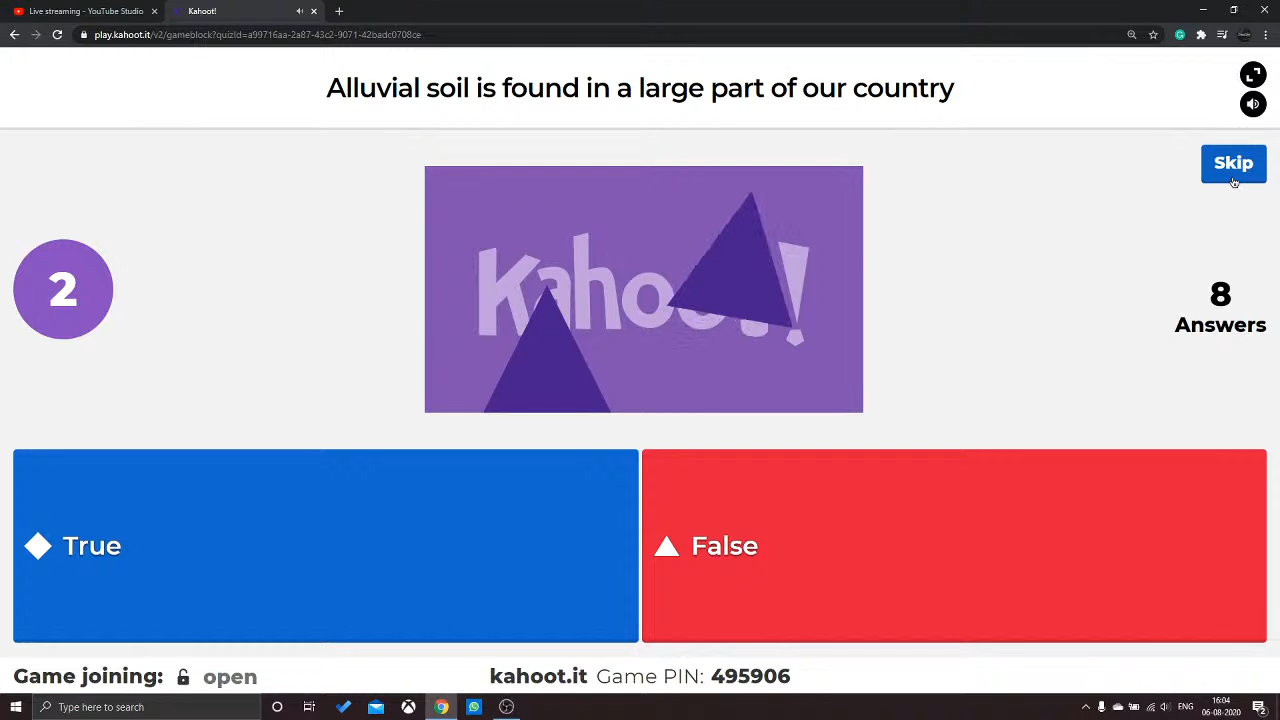 Live streaming - YouTube Studio
Kahoot!
play.kahoot.it/v2/gameblock?quizId=a99716aa-2a87-43c2-9071-42badc0708ce
Alluvial soil is found in a large part of our country
Skip
Kahoot!
2
8
Answers
True
False
Game joining: open
kahoot.it Game PIN: 495906
Type here to search
ENG
16:04
06-08-2020
2